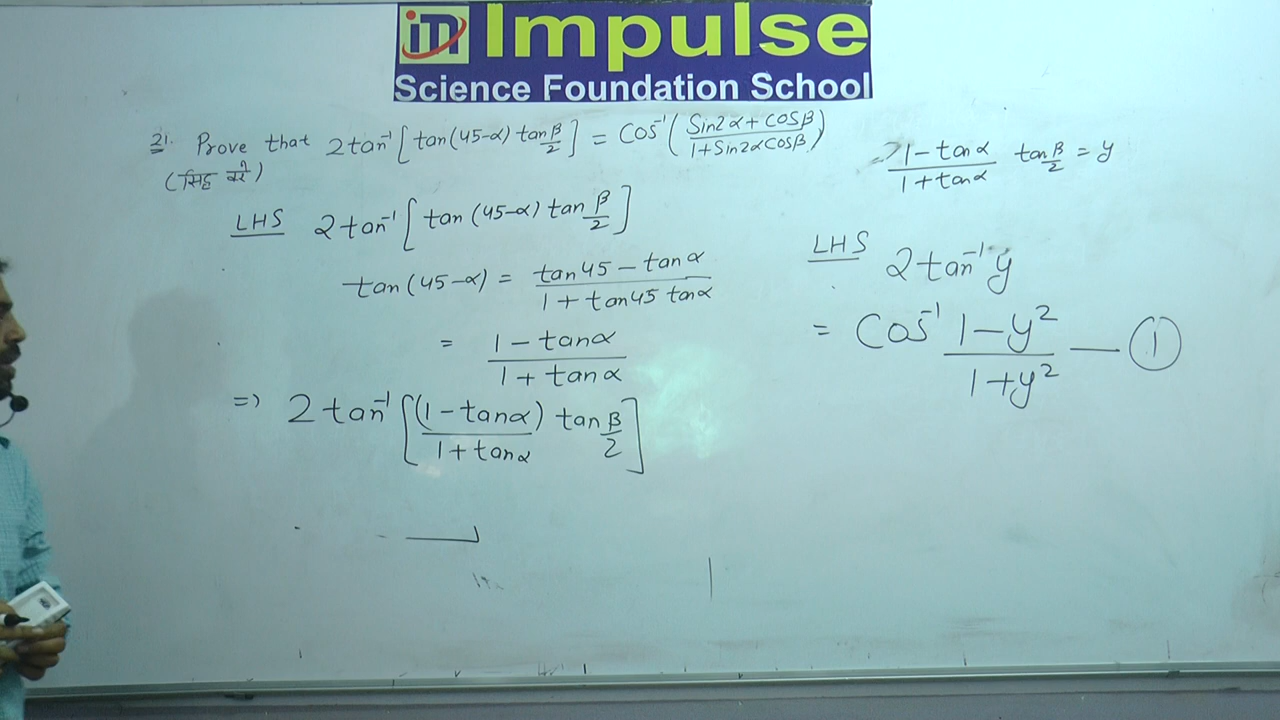 in Impulse
Science Foundation School
21. Prove that 2tan⁻¹[tan(45-α) tan β/2] = Cos⁻¹((Sin2α + cosβ)/(1+Sin2αCosβ))
(सिद्ध करें)
LHS 2tan⁻¹[tan(45-α) tan β/2]
tan(45-α) = (tan45 - tanα)/(1 + tan45 tanα)
= (1 - tanα)/(1 + tanα)
=> 2tan⁻¹[(1 - tanα)/(1 + tanα) tan β/2]
(1 - tanα)/(1 + tanα) tan β/2 = y
LHS 2tan⁻¹y
= Cos⁻¹ (1 - y²)/(1 + y²) — ①